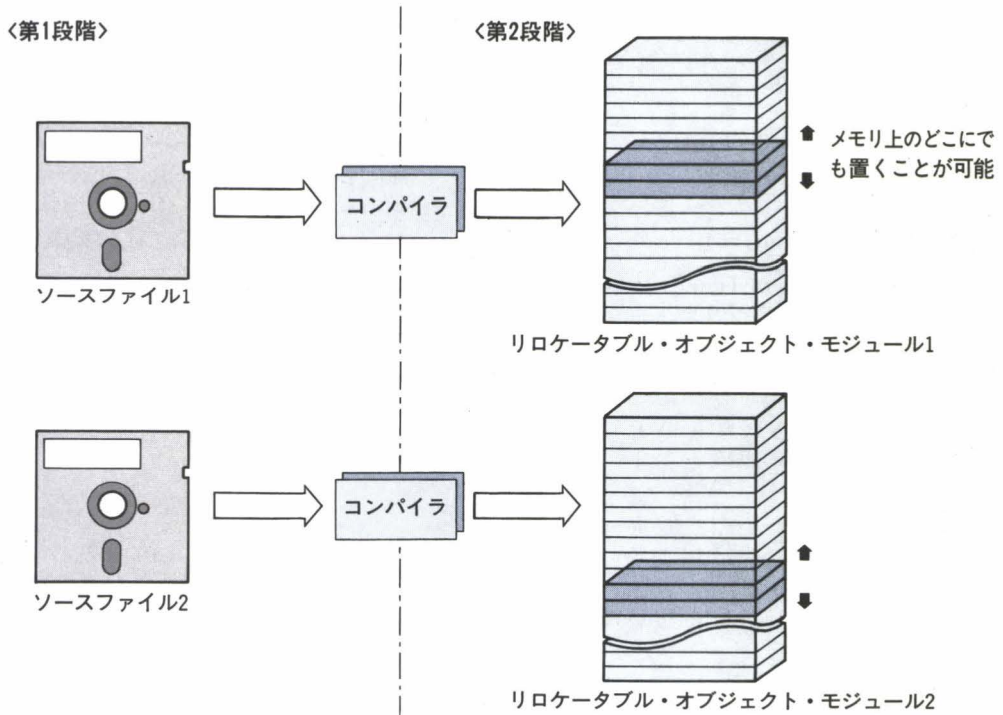 〈第1段階〉
〈第2段階〉
メモリ上のどこにで
も置くことが可能
コンパイラ
ソースファイル1
リロケータブル・オブジェクト・モジュール1
コンパイラ
ソースファイル2
リロケータブル・オブジェクト・モジュール2